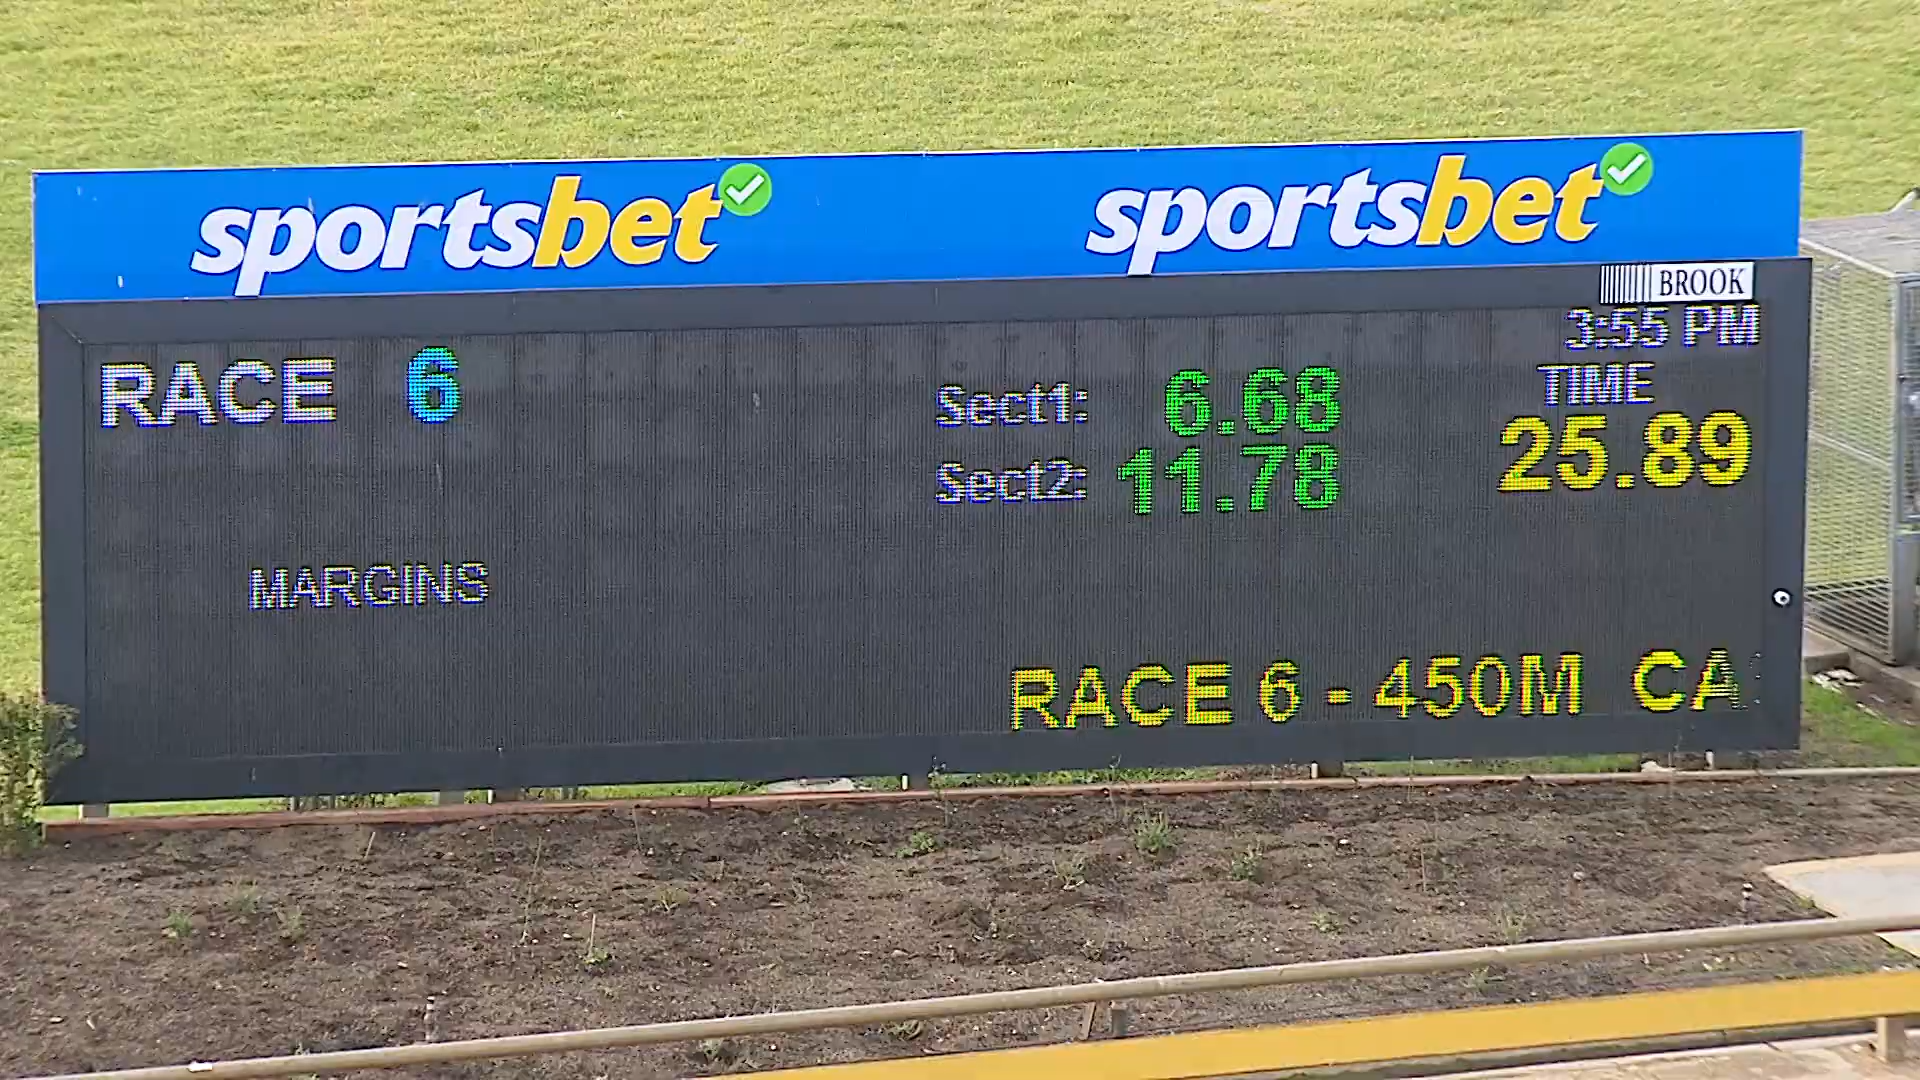 sportsbet sportsbet
BROOK
3:55 PM
RACE 6
Sect1: 6.68
TIME
25.89
Sect2: 11.78
MARGINS
RACE 6 - 450M CA